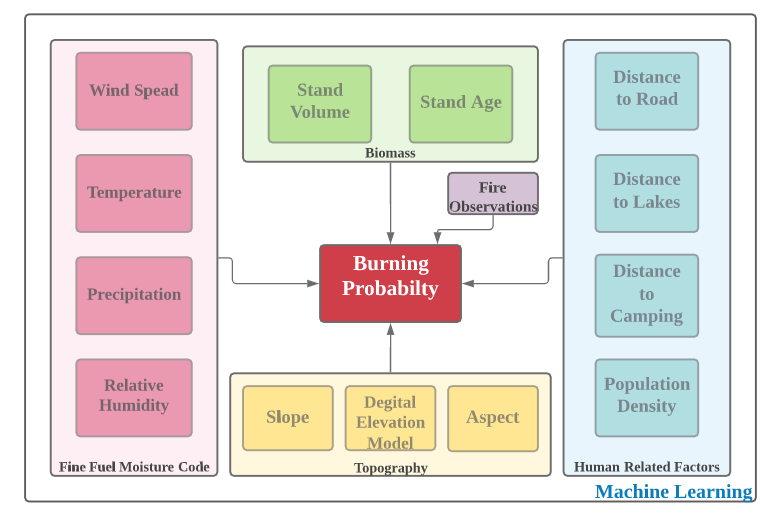 Wind Spead
Temperature
Precipitation
Relative
Humidity
Fine Fuel Moisture Code
Stand
Volume
Stand Age
Biomass
Fire
Observations
Burning
Probabilty
Slope
Degital
Elevation
Model
Aspect
Topography
Distance
to Road
Distance
to Lakes
Distance
to
Camping
Population
Density
Human Related Factors
Machine Learning